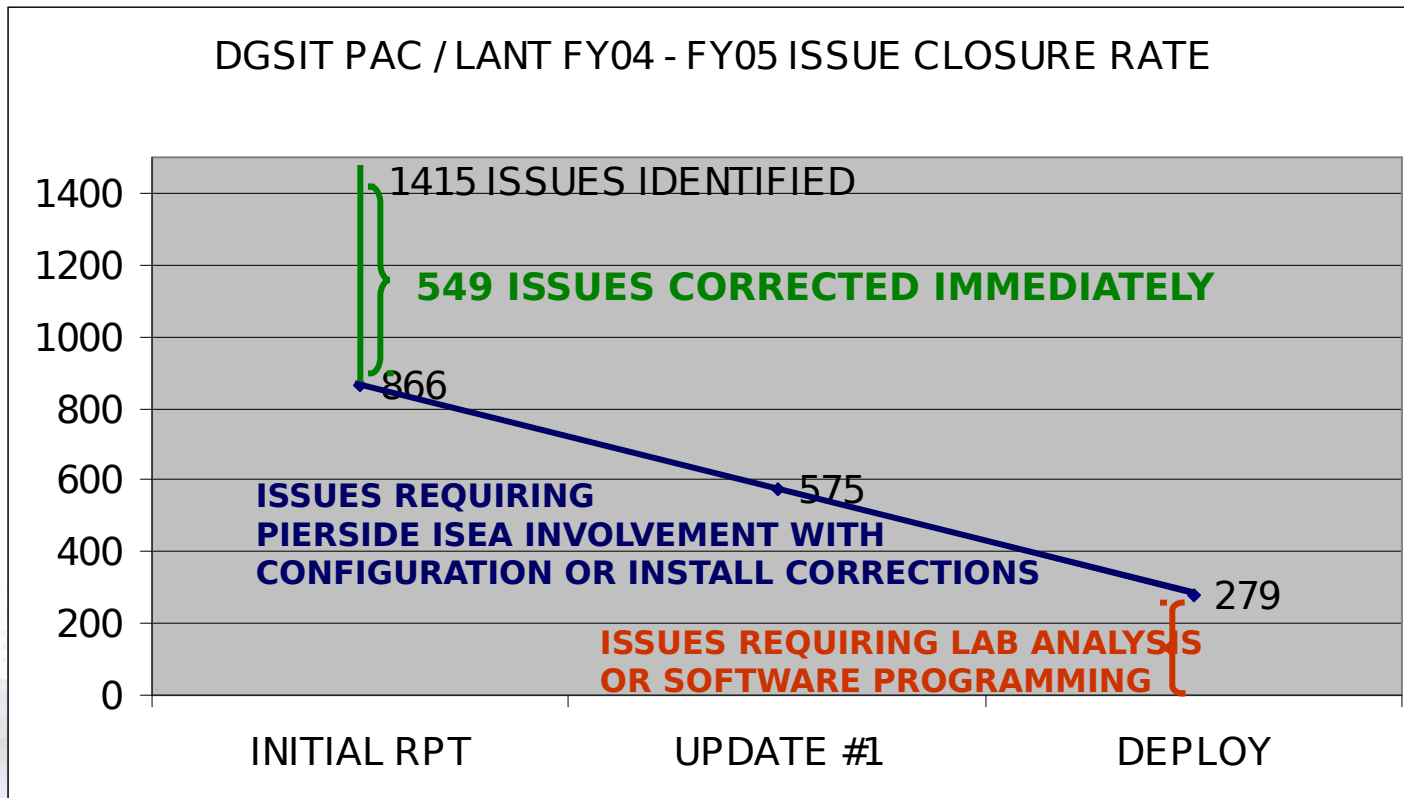 DGSIT PAC / LANT FY04 - FY05 ISSUE CLOSURE RATE
1400
1200
1000
800
600
400
200
0
1415 ISSUES IDENTIFIED
549 ISSUES CORRECTED IMMEDIATELY
866
575
279
ISSUES REQUIRING
PIERSIDE ISEA INVOLVEMENT WITH
CONFIGURATION OR INSTALL CORRECTIONS
ISSUES REQUIRING LAB ANALYSIS
OR SOFTWARE PROGRAMMING
INITIAL RPT
UPDATE #1
DEPLOY